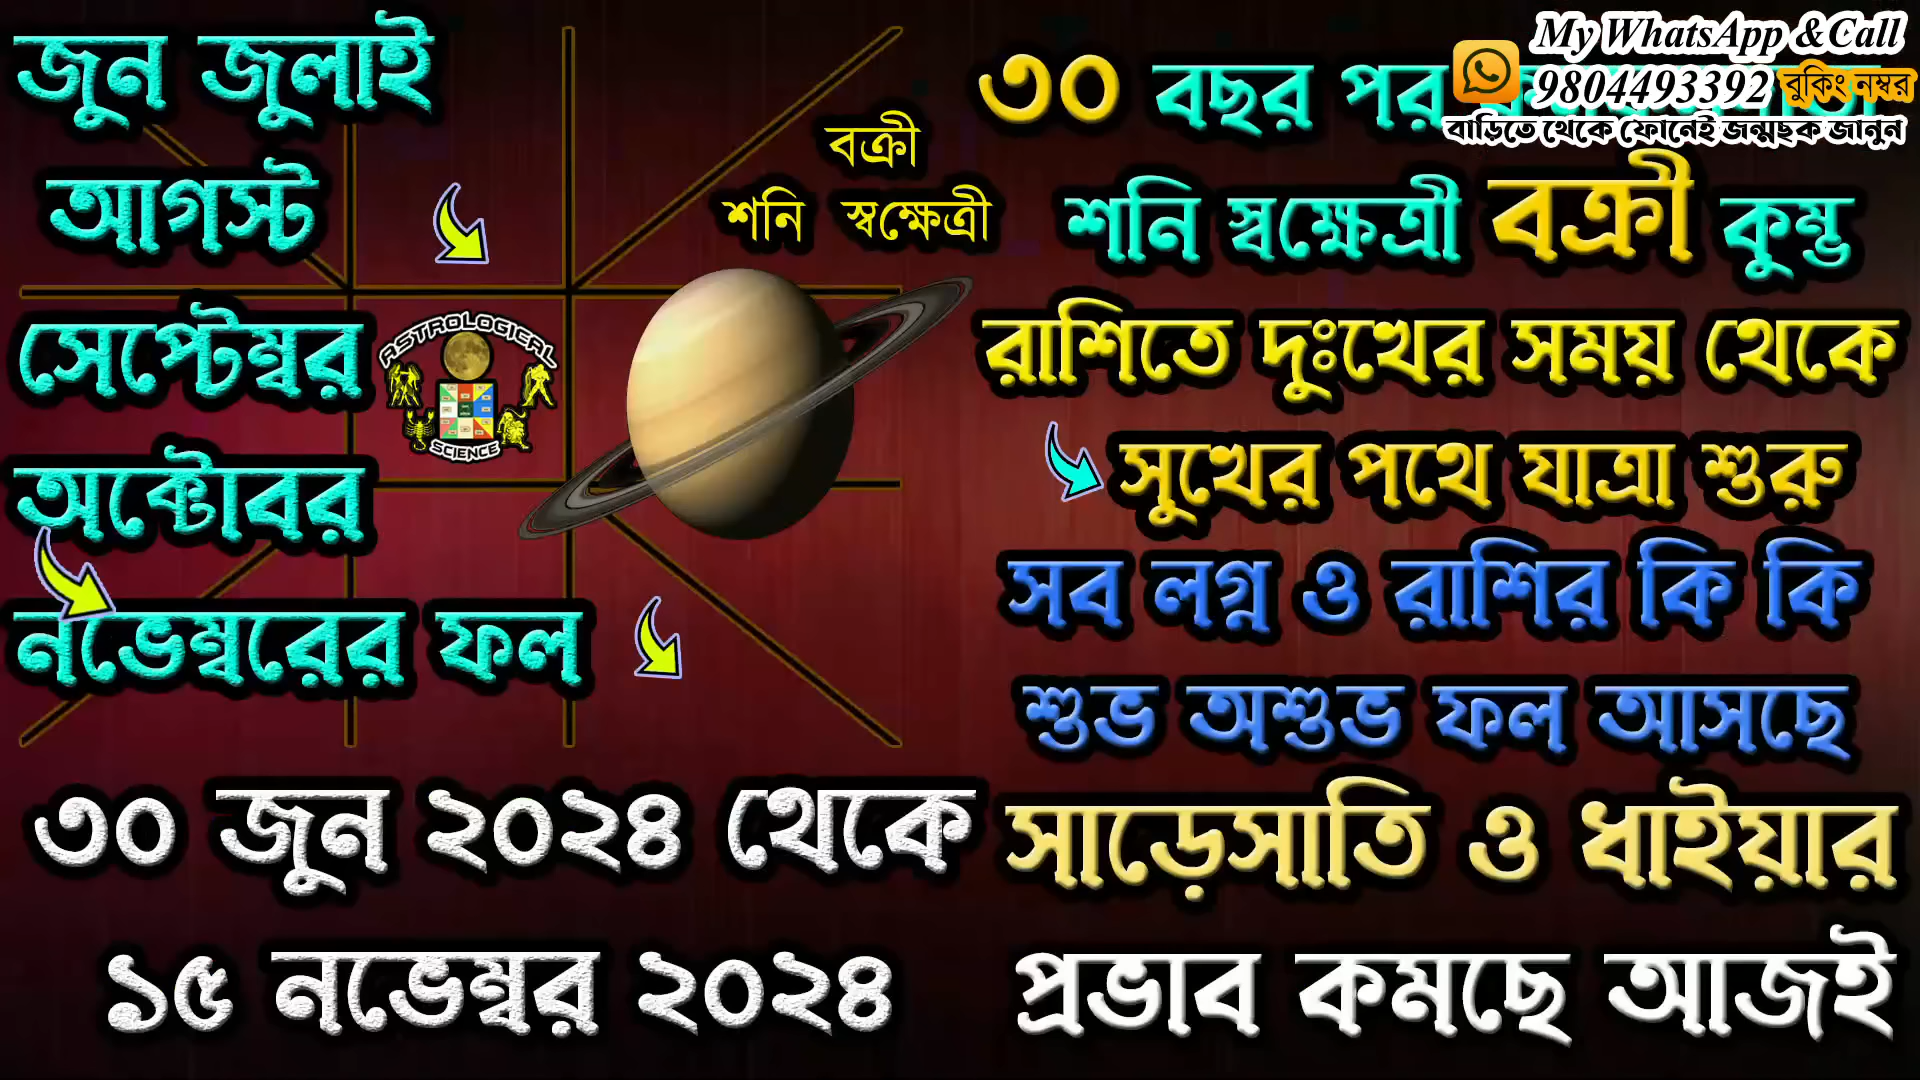 জুন জুলাই
আগস্ট
সেপ্টেম্বর
অক্টোবর
নভেম্বরের ফল
৩০ জুন ২০২৪ থেকে
১৫ নভেম্বর ২০২৪
বক্রী
শনি স্বক্ষেত্রী
ASTROLOGICAL
SCIENCE
My WhatsApp &Call
9804493392 বুকিং নম্বর
বাড়িতে থেকে ফোনেই জন্মছক জানুন
৩০ বছর পর
শনি স্বক্ষেত্রী বক্রী কুম্ভ
রাশিতে দুঃখের সময় থেকে
সুখের পথে যাত্রা শুরু
সব লগ্ন ও রাশির কি কি
শুভ অশুভ ফল আসছে
সাড়েসাতি ও ধাইয়ার
প্রভাব কমছে আজই